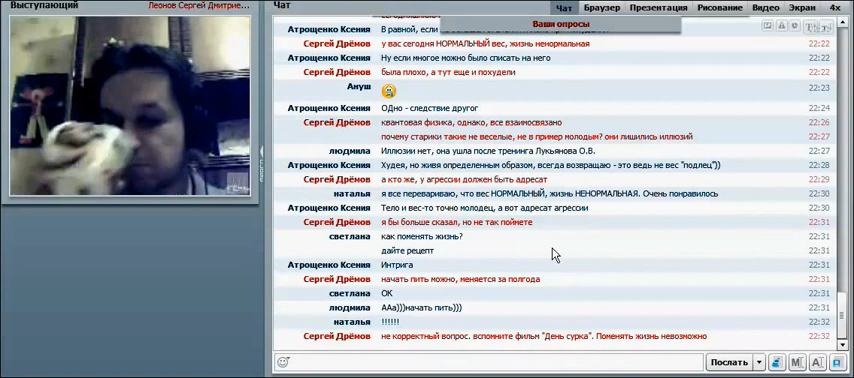 Выступающий
Леонов Сергей Дмитрие...
Чат
Чат Браузер Презентация Рисование Видео Экран 4x
Ваши опросы
Атрощенко Ксения В равной, если
Сергей Дрёмов у вас сегодня НОРМАЛЬНЫЙ вес, жизнь ненормальная 22:22
Атрощенко Ксения Ну если многое можно было списать на него 22:22
Сергей Дрёмов была плохо, а тут еще и похудели 22:22
Ануш 22:23
Атрощенко Ксения ОДно - следствие другог 22:24
Сергей Дрёмов квантовая физика, однако, все взаимосвязано 22:26
почему старики такие не веселые, не в пример молодым? они лишились иллюзий 22:27
людмила Иллюзии нет, она ушла после тренинга Лукьянова О.В. 22:27
Атрощенко Ксения Худея, но живя определенным образом, всегда возвращаю - это ведь не вес "подлец")) 22:28
Сергей Дрёмов а кто же, у агрессии должен быть адресат 22:29
наталья я все перевариваю, что вес НОРМАЛЬНЫЙ, жизнь НЕНОРМАЛЬНАЯ. Очень понравилось 22:30
Атрощенко Ксения Тело и вес-то точно молодец, а вот адресат агрессии 22:30
Сергей Дрёмов я бы больше сказал, но не так поймете 22:31
светлана как поменять жизнь? 22:31
дайте рецепт 22:31
Атрощенко Ксения Интрига 22:31
Сергей Дрёмов начать пить можно, меняется за полгода 22:31
светлана ОК 22:31
людмила ААа)))начать пить))) 22:31
наталья !!!!!! 22:32
Сергей Дрёмов не корректный вопрос. вспомните фильм "День сурка". Поменять жизнь невозможно 22:32
Послать